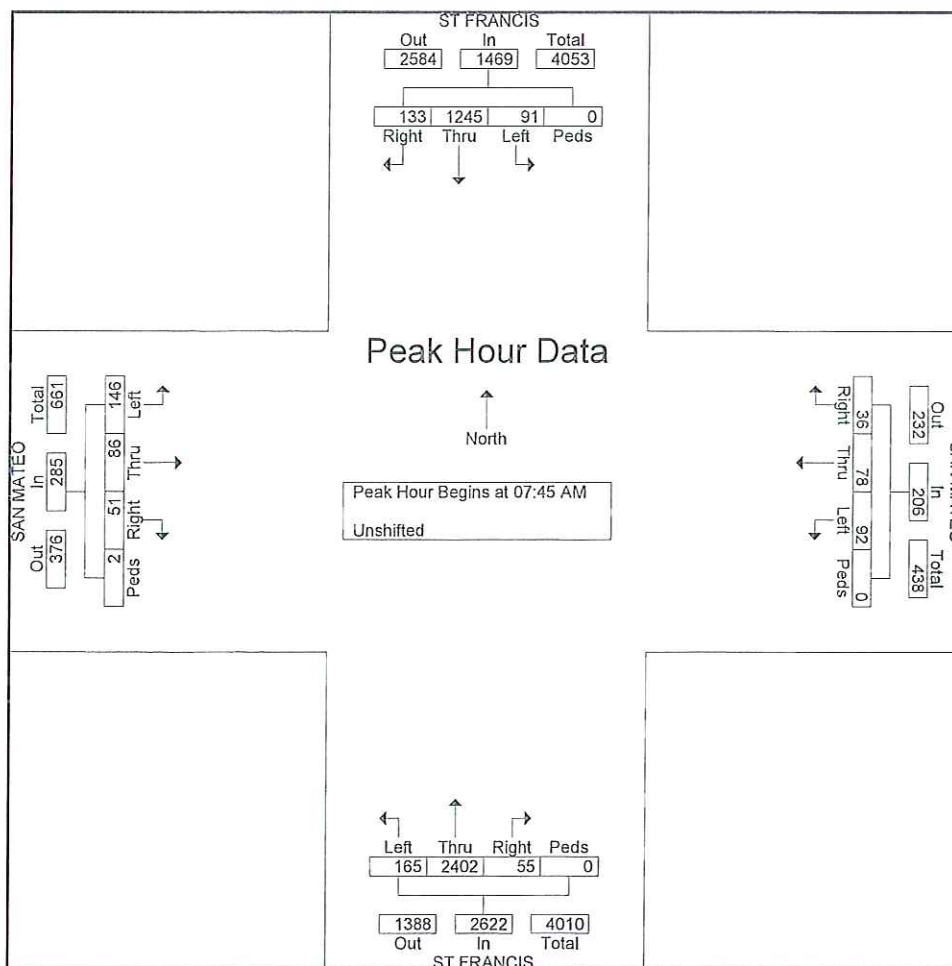 ST FRANCIS
Out In Total
2584 1469 4053
133 1245 91 0
Right Thru Left Peds
Peak Hour Data
North
Peak Hour Begins at 07:45 AM
Unshifted
SAN MATEO
Out In Total
376 285 661
2 51 86 146
Peds Right Thru Left
Out In Total
232 206 438
Right Thru Left Peds
36 78 92 0
Left Thru Right Peds
165 2402 55 0
1388 2622 4010
Out In Total
ST FRANCIS